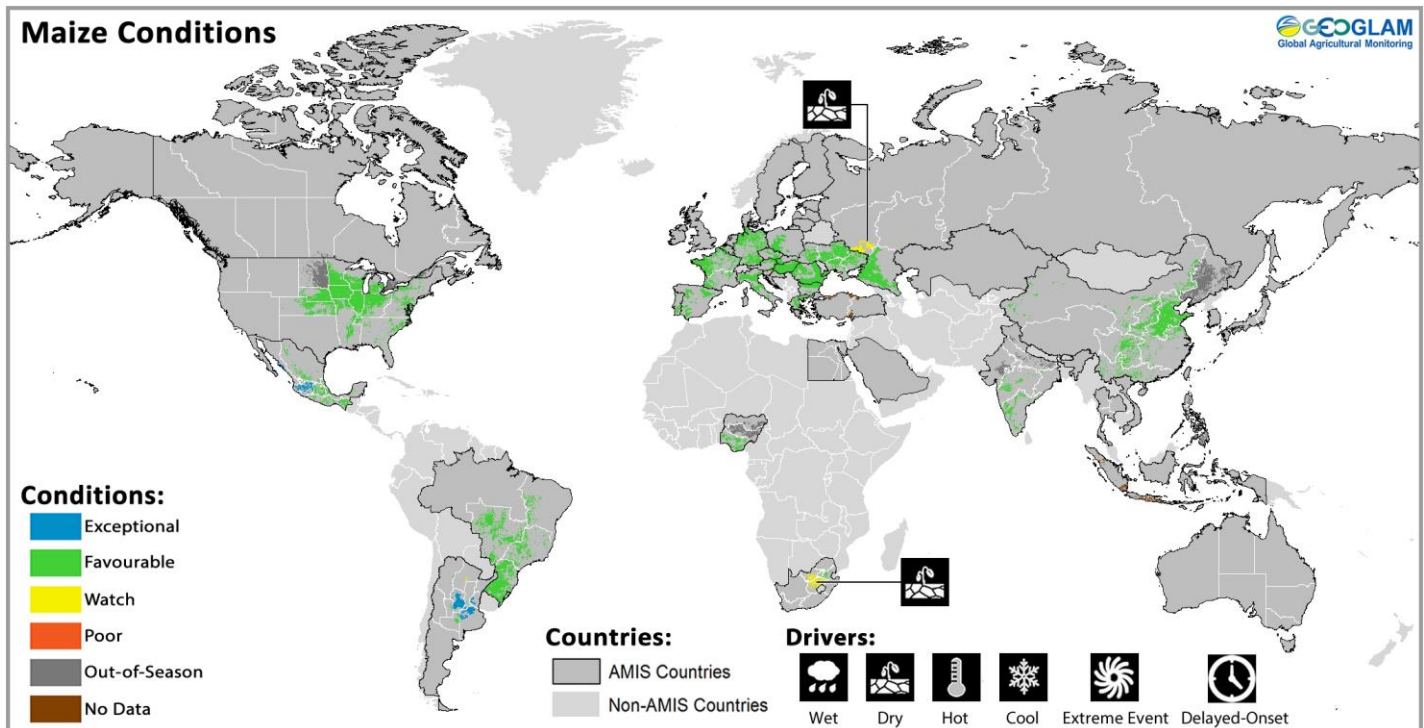 Maize Conditions
GEOGLAM
Global Agricultural Monitoring
Conditions:
Exceptional
Favourable
Watch
Poor
Out-of-Season
No Data
Countries:
AMIS Countries
Non-AMIS Countries
Drivers:
Wet Dry Hot Cool Extreme Event Delayed-Onset